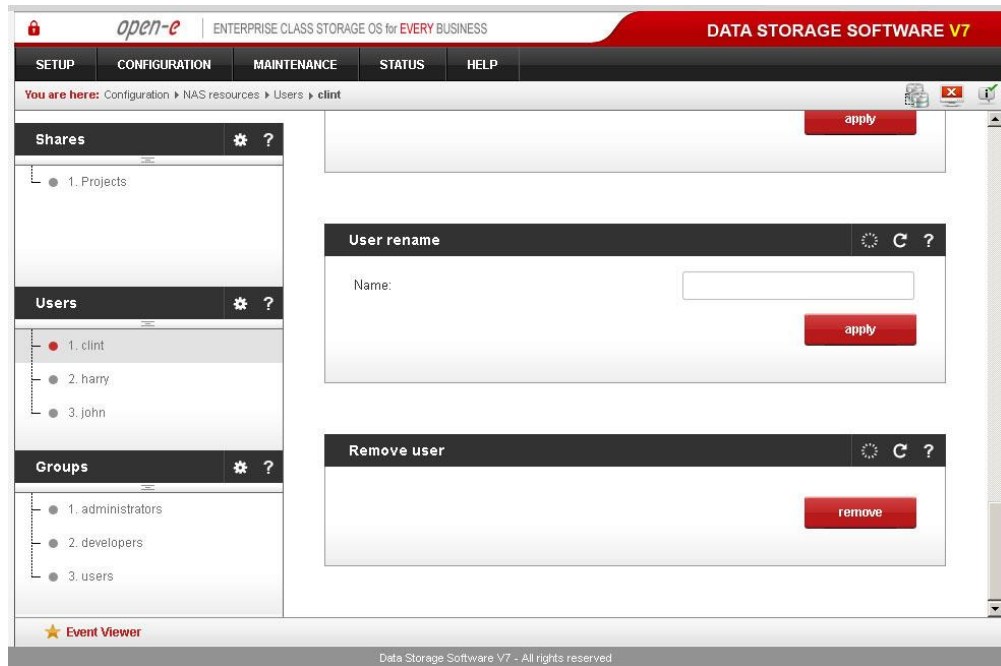 open-e ENTERPRISE CLASS STORAGE OS for EVERY BUSINESS
DATA STORAGE SOFTWARE V7
SETUP CONFIGURATION MAINTENANCE STATUS HELP
You are here: Configuration NAS resources Users clint
Shares ?
1. Projects
Users ?
1. clint
2. harry
3. john
Groups ?
1. administrators
2. developers
3. users
apply
User rename ?
Name:
apply
Remove user ?
remove
Event Viewer
Data Storage Software V7 - All rights reserved